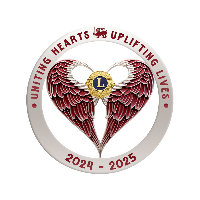 UNITING HEARTS UPLIFTING LIVES
L
2024 - 2025